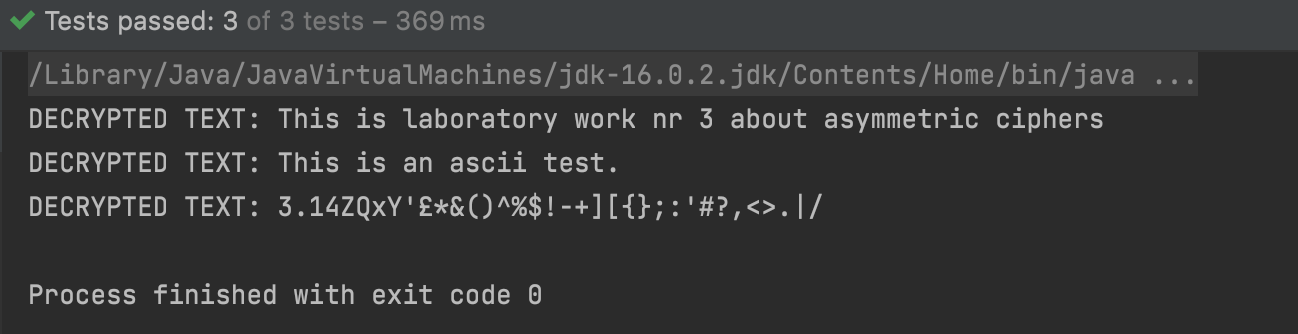 Tests passed: 3 of 3 tests – 369 ms
/Library/Java/JavaVirtualMachines/jdk-16.0.2.jdk/Contents/Home/bin/java ...
DECRYPTED TEXT: This is laboratory work nr 3 about asymmetric ciphers
DECRYPTED TEXT: This is an ascii test.
DECRYPTED TEXT: 3.14ZQxY'£*&()^%$!-+][{};:'#?,<>.|/
Process finished with exit code 0